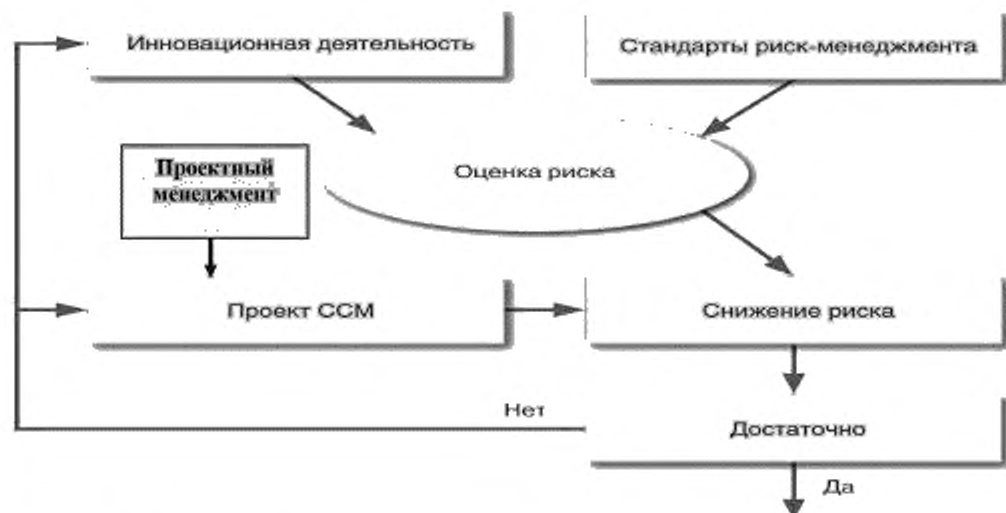 Инновационная деятельность
Стандарты риск-менеджмента
Проектный
менеджмент
Оценка риска
Проект ССМ
Снижение риска
Нет
Достаточно
Да